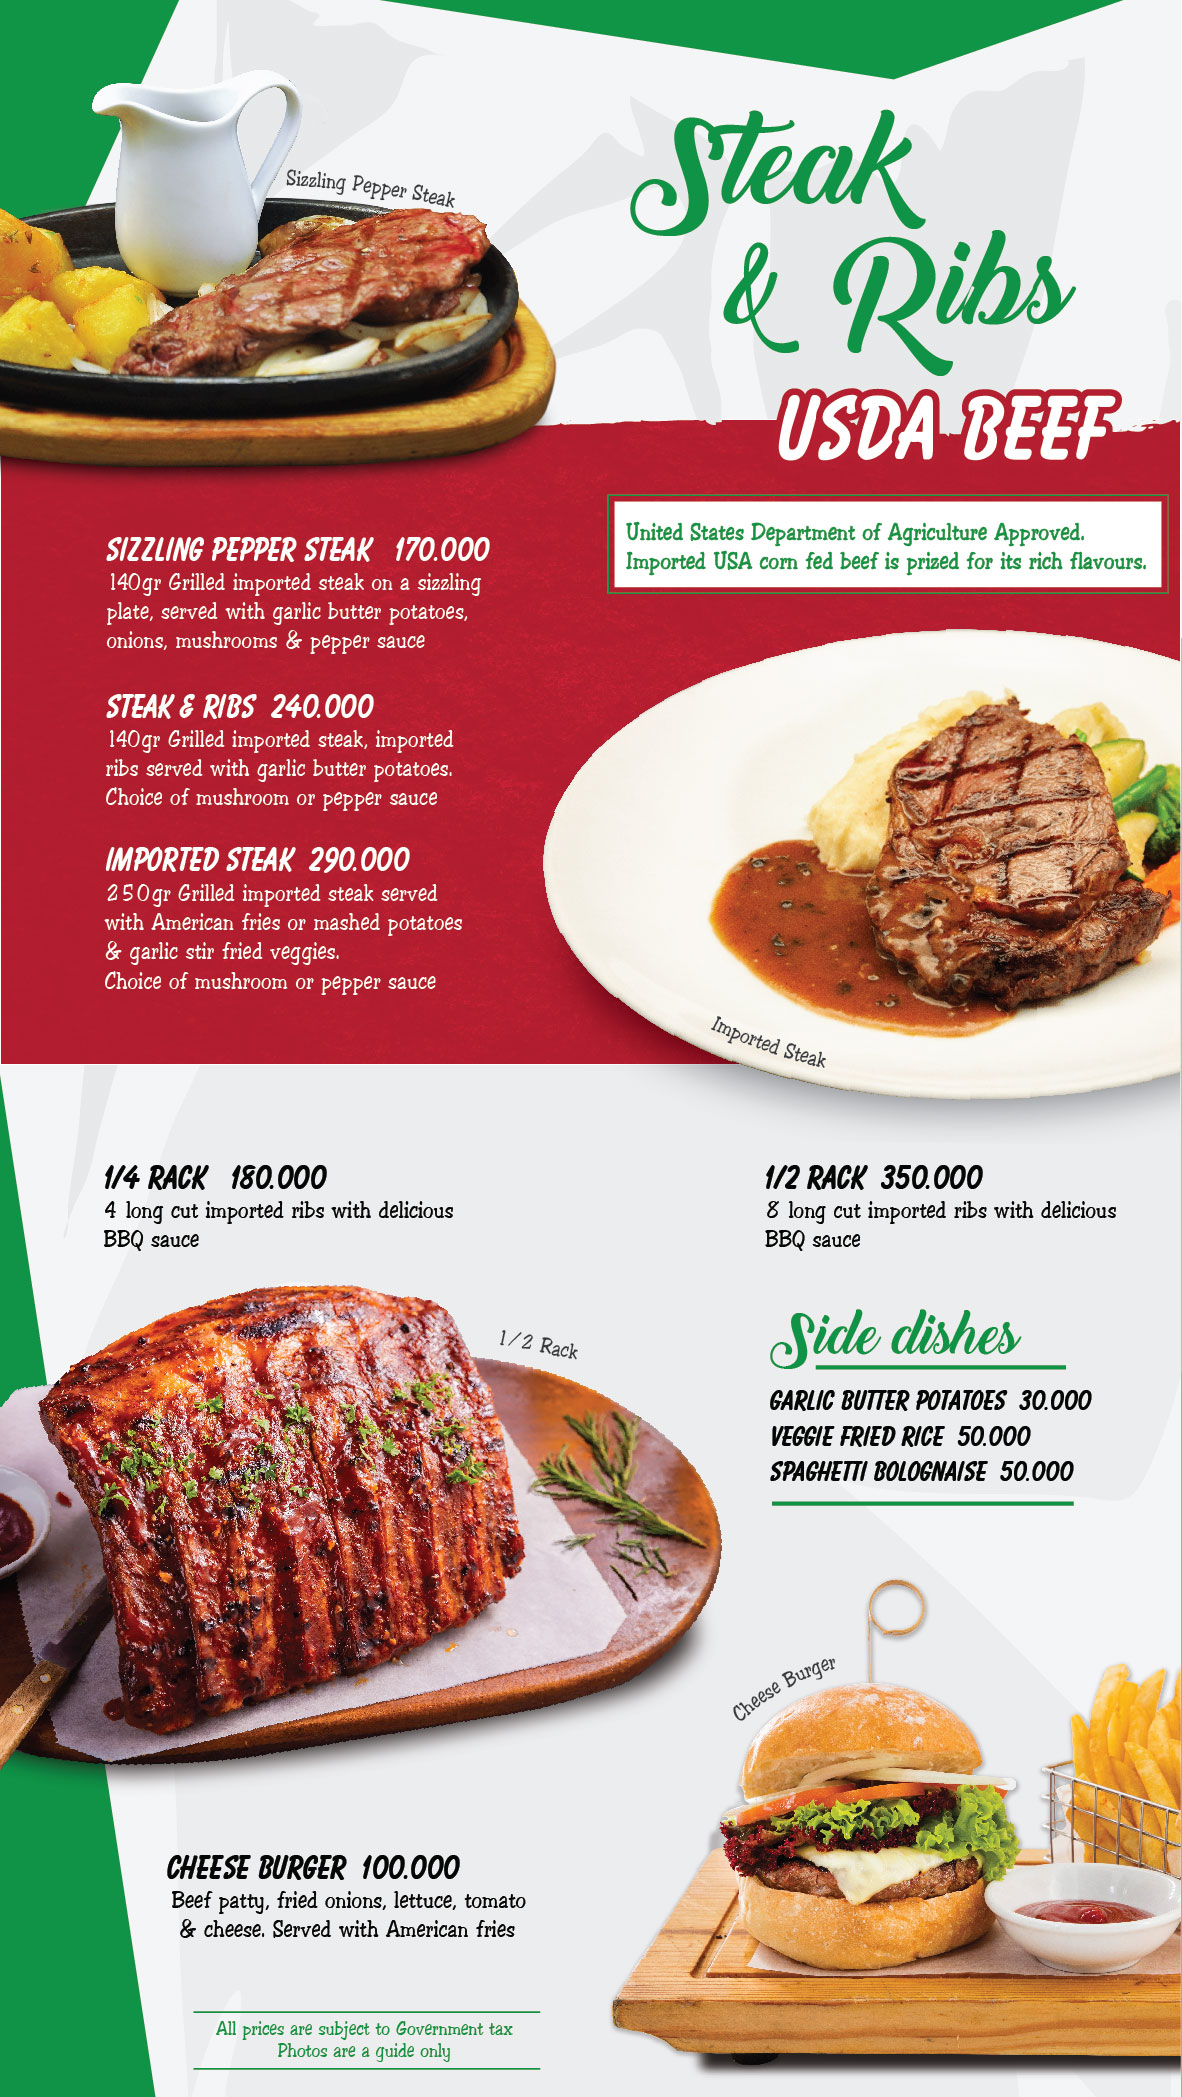 Sizzling Pepper Steak
Steak
& Ribs
USDA BEEF
United States Department of Agriculture Approved.
Imported USA corn fed beef is prized for its rich flavours.
SIZZLING PEPPER STEAK 170.000
140gr Grilled imported steak on a sizzling
plate, served with garlic butter potatoes,
onions, mushrooms & pepper sauce
STEAK & RIBS 240.000
140gr Grilled imported steak, imported
ribs served with garlic butter potatoes.
Choice of mushroom or pepper sauce
IMPORTED STEAK 290.000
250gr Grilled imported steak served
with American fries or mashed potatoes
& garlic stir fried veggies.
Choice of mushroom or pepper sauce
Imported Steak
1/4 RACK 180.000
4 long cut imported ribs with delicious
BBQ sauce
1/2 RACK 350.000
8 long cut imported ribs with delicious
BBQ sauce
1/2 Rack
Side dishes
GARLIC BUTTER POTATOES 30.000
VEGGIE FRIED RICE 50.000
SPAGHETTI BOLOGNAISE 50.000
Cheese Burger
CHEESE BURGER 100.000
Beef patty, fried onions, lettuce, tomato
& cheese. Served with American fries
All prices are subject to Government tax
Photos are a guide only